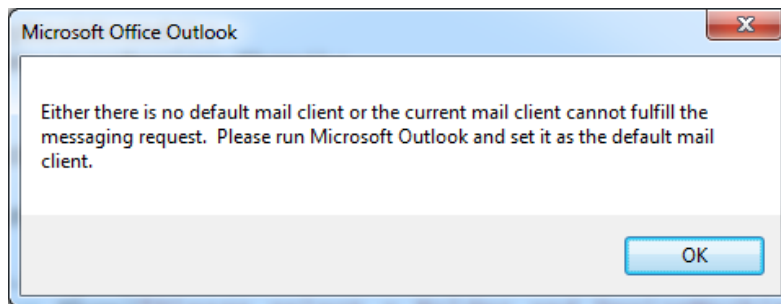 Microsoft Office Outlook
Either there is no default mail client or the current mail client cannot fulfill the
messaging request.  Please run Microsoft Outlook and set it as the default mail
client.
OK